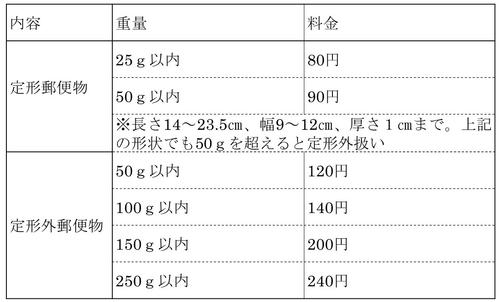 内容 重量 料金
定形郵便物
25ｇ以内 80円
50ｇ以内 90円
※長さ14～23.5㎝、幅9～12㎝、厚さ１㎝まで。上記
の形状でも50ｇを超えると定形外扱い
定形外郵便物
50ｇ以内 120円
100ｇ以内 140円
150ｇ以内 200円
250ｇ以内 240円